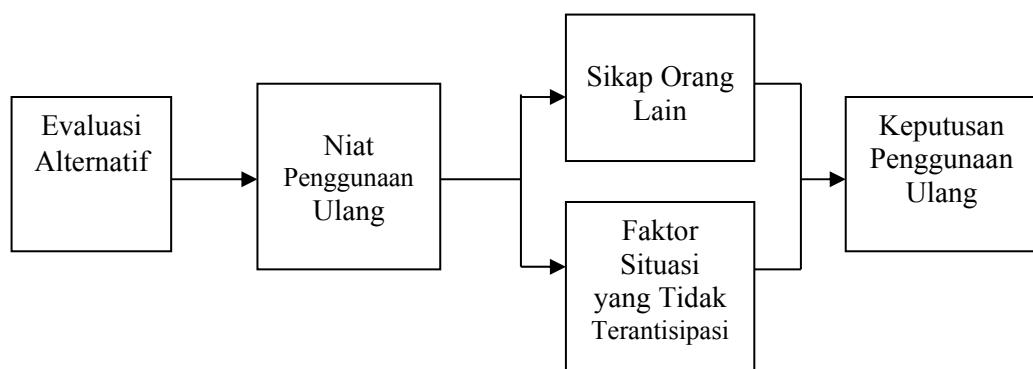 Evaluasi
Alternatif
Niat
Penggunaan
Ulang
Sikap Orang
Lain
Faktor
Situasi
yang Tidak
Terantisipasi
Keputusan
Penggunaan
Ulang